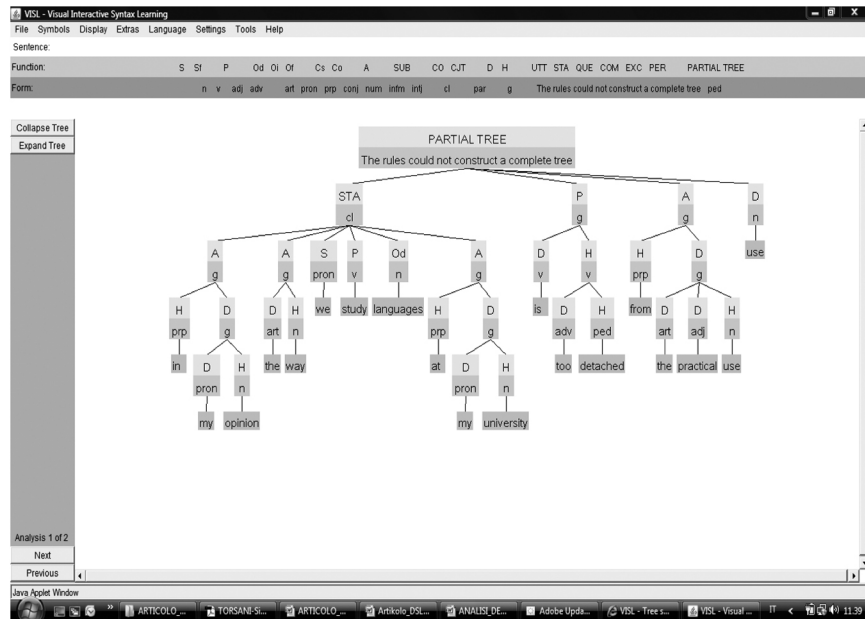 VISL - Visual Interactive Syntax Learning
File Symbols Display Extras Language Settings Tools Help
Sentence:
Function: S Sf P Od Oi Of Cs Co A SUB CO CJT D H UTT STA QUE COM EXC PER PARTIAL TREE
Form: n v adj adv art pron prp conj num infm intj cl par g The rules could not construct a complete tree ped
Collapse Tree
Expand Tree
PARTIAL TREE
The rules could not construct a complete tree
STA P A D
cl g g n
use
A A S P Od A D H H D
g g pron v n g v v prp g
we study languages is from
H D D H H D D H D D H
prp g art n prp g adv ped art adj n
in the way at too detached the practical use
D H D H
pron n pron n
my opinion my university
Analysis 1 of 2
Next
Previous
Java Applet Window
ARTICOLO_... TORSANI-Si... ARTICOLO_... Artikolo_DSL... ANALISI_DE... Adobe Upda... VISL - Tree s... VISL - Visual ... IT 11.39